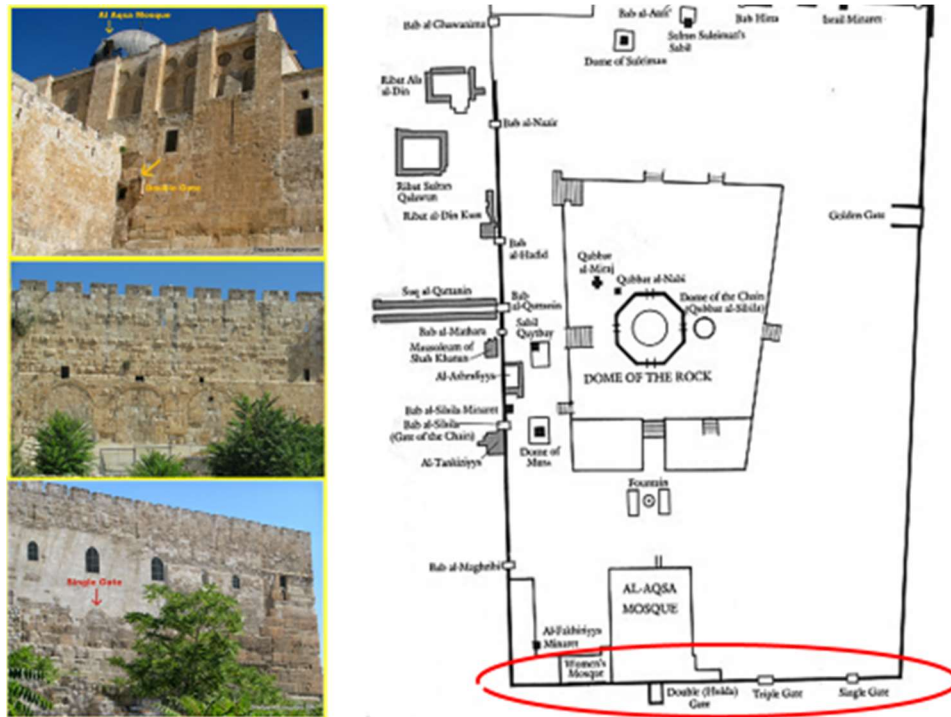 Al Aqsa Mosque
Double Gate
Single Gate
Bab al-Ghawanima
Bab al-Atm
Sultan Suleiman's
Sabil
Bab Hitta
Israil Minaret
Dome of Suleiman
Ribat Ala
al-Din
Bab al-Nazir
Ribat Sultan
Qalawun
Ribat al-Din Kurt
Bab
al-Hadid
Golden Gate
Qubbat
al-Miraj
Qubbat al-Nabi
Dome of the Chain
(Qubbat al-Silsila)
Suq al-Qattanin
Bab
al-Qattanin
Bab al-Mathara
Sabil
Qaytbay
Mausoleum of
Shah Khatun
Al-Ashrafiyya
DOME OF THE ROCK
Bab al-Silsila Minaret
Bab al-Silsila
(Gate of the Chain)
Al-Tankiziyya
Dome of
Musa
Fountain
Bab al-Maghribi
AL-AQSA
MOSQUE
Al-Fakhiriyya
Minaret
Women's
Mosque
Double (Hulda)
Gate
Triple Gate
Single Gate